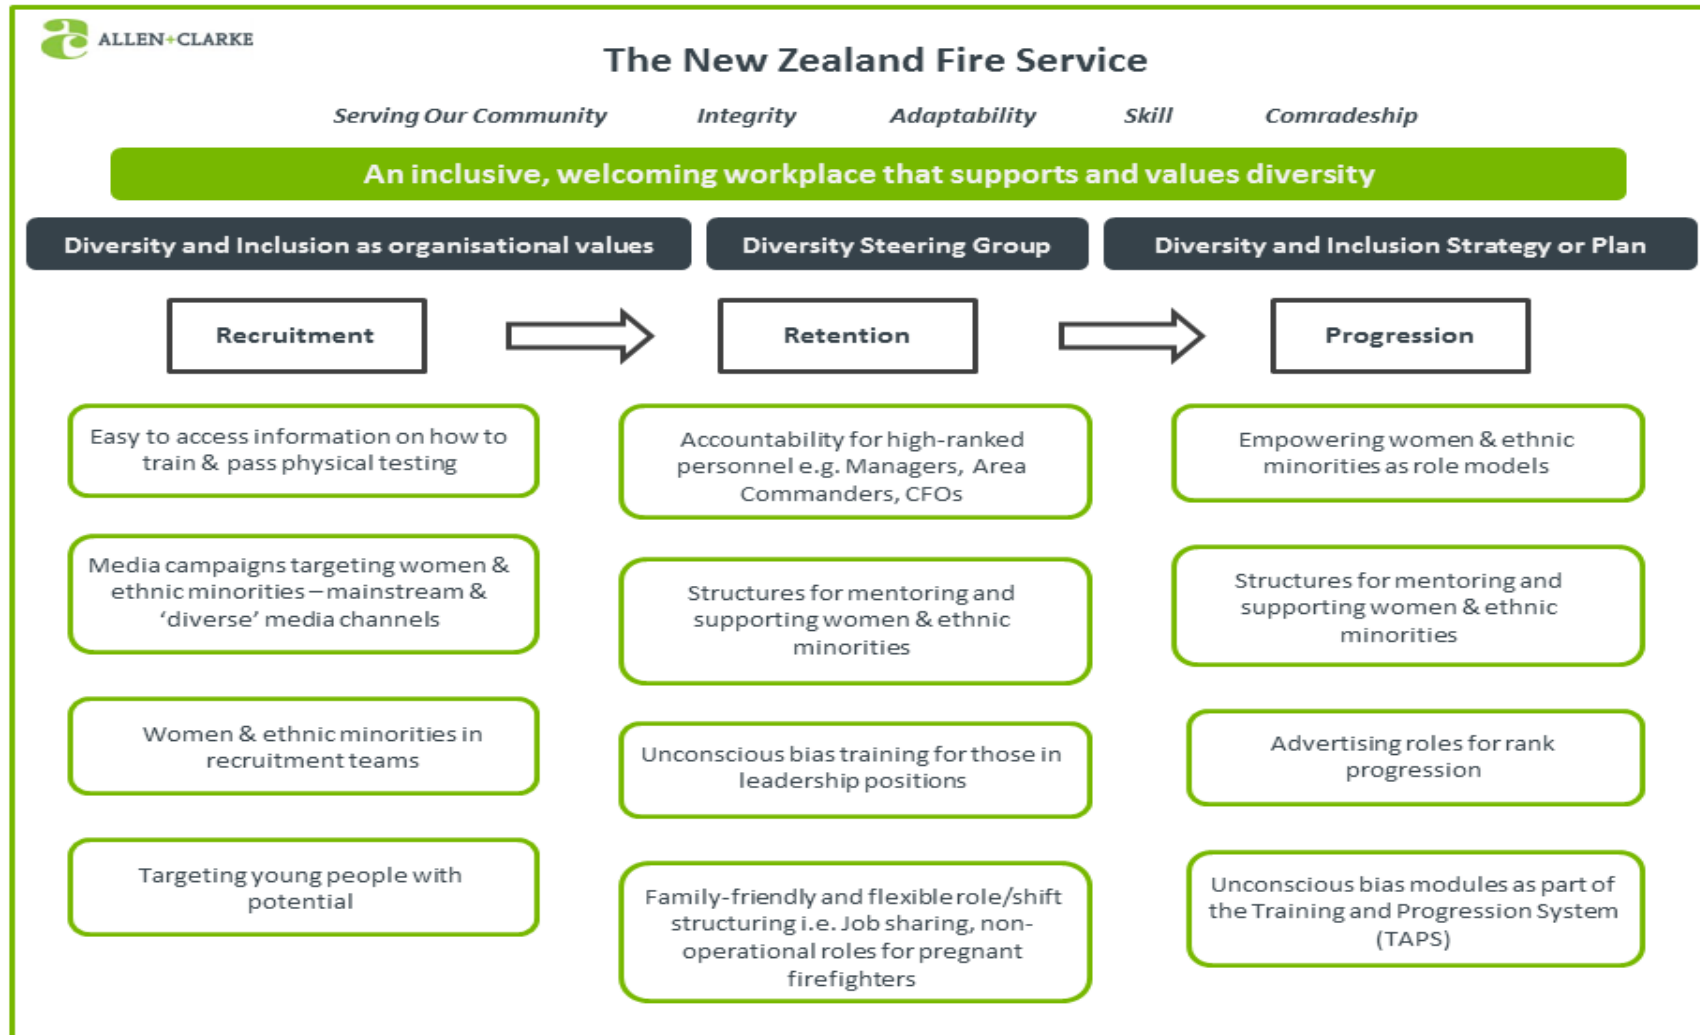 ALLEN+CLARKE
The New Zealand Fire Service
Serving Our Community Integrity Adaptability Skill Comradeship
An inclusive, welcoming workplace that supports and values diversity
Diversity and Inclusion as organisational values
Diversity Steering Group
Diversity and Inclusion Strategy or Plan
Recruitment
Retention
Progression
Easy to access information on how to
train & pass physical testing
Media campaigns targeting women &
ethnic minorities – mainstream &
‘diverse’ media channels
Women & ethnic minorities in
recruitment teams
Targeting young people with
potential
Accountability for high-ranked
personnel e.g. Managers, Area
Commanders, CFOs
Structures for mentoring and
supporting women & ethnic
minorities
Unconscious bias training for those in
leadership positions
Family-friendly and flexible role/shift
structuring i.e. Job sharing, non-
operational roles for pregnant
firefighters
Empowering women & ethnic
minorities as role models
Structures for mentoring and
supporting women & ethnic
minorities
Advertising roles for rank
progression
Unconscious bias modules as part of
the Training and Progression System
(TAPS)